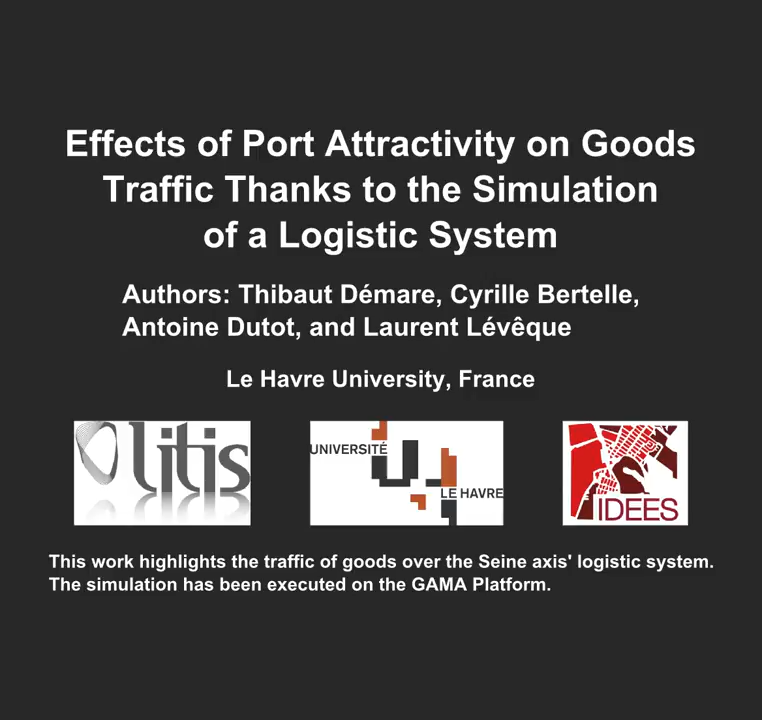 Effects of Port Attractivity on Goods
Traffic Thanks to the Simulation
of a Logistic System
Authors: Thibaut Démare, Cyrille Bertelle,
Antoine Dutot, and Laurent Lévêque
Le Havre University, France
litis
UNIVERSITÉ
LE HAVRE
IDEES
This work highlights the traffic of goods over the Seine axis' logistic system.
The simulation has been executed on the GAMA Platform.